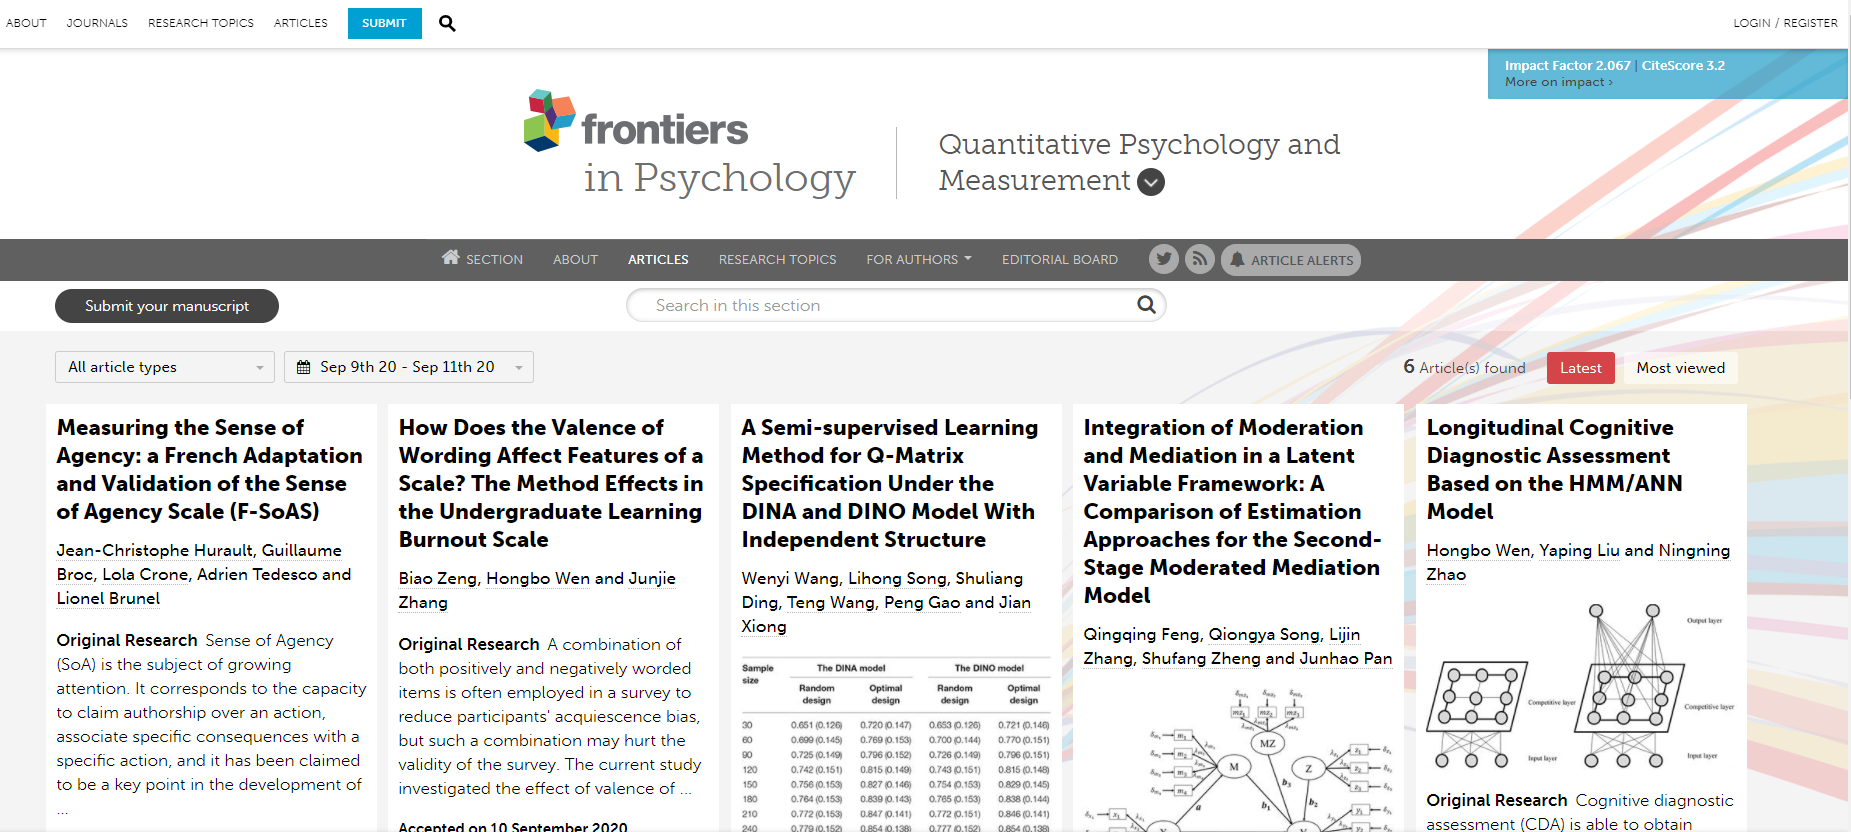 ABOUT JOURNALS RESEARCH TOPICS ARTICLES SUBMIT LOGIN / REGISTER
Impact Factor 2.067 | CiteScore 3.2
More on impact ›
frontiers
in Psychology
Quantitative Psychology and
Measurement
SECTION ABOUT ARTICLES RESEARCH TOPICS FOR AUTHORS EDITORIAL BOARD ARTICLE ALERTS
Submit your manuscript
Search in this section
All article types
Sep 9th 20 - Sep 11th 20
6 Article(s) found
Latest
Most viewed
Measuring the Sense of
Agency: a French Adaptation
and Validation of the Sense
of Agency Scale (F-SoAS)
Jean-Christophe Hurault, Guillaume
Broc, Lola Crone, Adrien Tedesco and
Lionel Brunel
Original Research Sense of Agency
(SoA) is the subject of growing
attention. It corresponds to the capacity
to claim authorship over an action,
associate specific consequences with a
specific action, and it has been claimed
to be a key point in the development of
...
How Does the Valence of
Wording Affect Features of a
Scale? The Method Effects in
the Undergraduate Learning
Burnout Scale
Biao Zeng, Hongbo Wen and Junjie
Zhang
Original Research A combination of
both positively and negatively worded
items is often employed in a survey to
reduce participants' acquiescence bias,
but such a combination may hurt the
validity of the survey. The current study
investigated the effect of valence of ...
Accepted on 10 September 2020
A Semi-supervised Learning
Method for Q-Matrix
Specification Under the
DINA and DINO Model With
Independent Structure
Wenyi Wang, Lihong Song, Shuliang
Ding, Teng Wang, Peng Gao and Jian
Xiong
Sample size The DINA model The DINO model
Random design Optimal design Random design Optimal design
30 0.651 (0.126) 0.720 (0.147) 0.653 (0.126) 0.721 (0.146)
60 0.699 (0.145) 0.769 (0.153) 0.700 (0.144) 0.770 (0.151)
90 0.725 (0.149) 0.796 (0.152) 0.726 (0.149) 0.796 (0.151)
120 0.742 (0.151) 0.815 (0.149) 0.743 (0.151) 0.815 (0.148)
150 0.756 (0.153) 0.827 (0.146) 0.754 (0.153) 0.829 (0.145)
180 0.764 (0.153) 0.839 (0.143) 0.765 (0.153) 0.838 (0.144)
210 0.772 (0.153) 0.847 (0.141) 0.772 (0.151) 0.846 (0.141)
240 0.779 (0.152) 0.854 (0.138) 0.777 (0.152) 0.854 (0.138)
Integration of Moderation
and Mediation in a Latent
Variable Framework: A
Comparison of Estimation
Approaches for the Second-
Stage Moderated Mediation
Model
Qingqing Feng, Qiongya Song, Lijin
Zhang, Shufang Zheng and Junhao Pan
MZ
M
Z
a
b₁
b₂
b₃
Longitudinal Cognitive
Diagnostic Assessment
Based on the HMM/ANN
Model
Hongbo Wen, Yaping Liu and Ningning
Zhao
Output layer
Competitive layer
Competitive layer
Input layer
Input layer
Original Research Cognitive diagnostic
assessment (CDA) is able to obtain